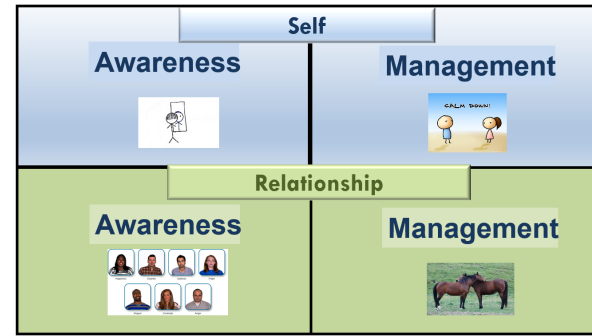 Self
Awareness
Management
CALM DOWN!
Relationship
Awareness
Management